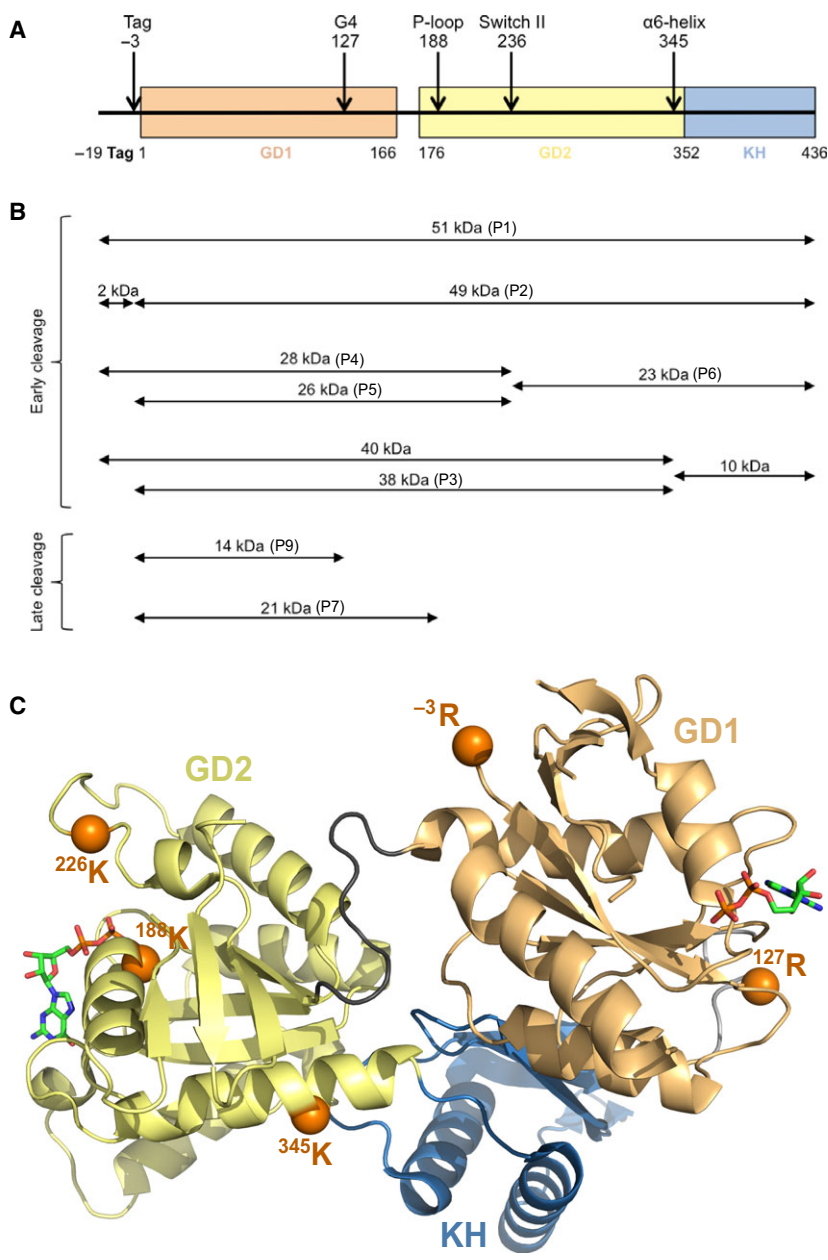 A
Tag G4 P-loop Switch II α6-helix
–3 127 188 236 345
–19 Tag 1 GD1 166 176 GD2 352 KH 436
B
Early cleavage
51 kDa (P1)
2 kDa 49 kDa (P2)
28 kDa (P4)
23 kDa (P6)
26 kDa (P5)
40 kDa
10 kDa
38 kDa (P3)
Late cleavage
14 kDa (P9)
21 kDa (P7)
C
–3R
GD1
GD2
226K
188K
127R
345K
KH